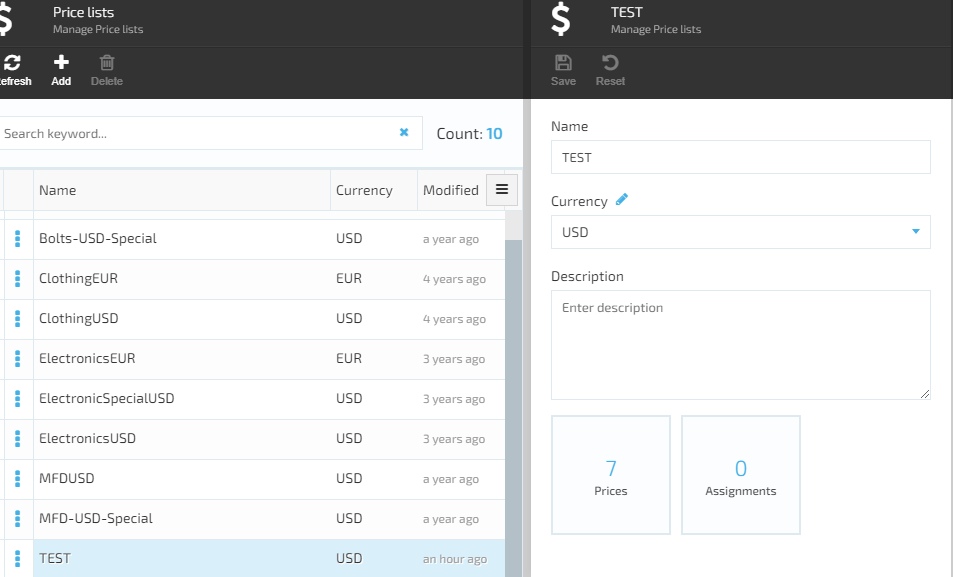 Price lists
Manage Price lists
Refresh Add Delete
Search keyword...
Count: 10
Name Currency Modified
Bolts-USD-Special USD a year ago
ClothingEUR EUR 4 years ago
ClothingUSD USD 4 years ago
ElectronicsEUR EUR 3 years ago
ElectronicSpecialUSD USD 3 years ago
ElectronicsUSD USD 3 years ago
MFDUSD USD a year ago
MFD-USD-Special USD a year ago
TEST USD an hour ago
$
TEST
Manage Price lists
Save Reset
Name
TEST
Currency
USD
Description
Enter description
7
Prices
0
Assignments